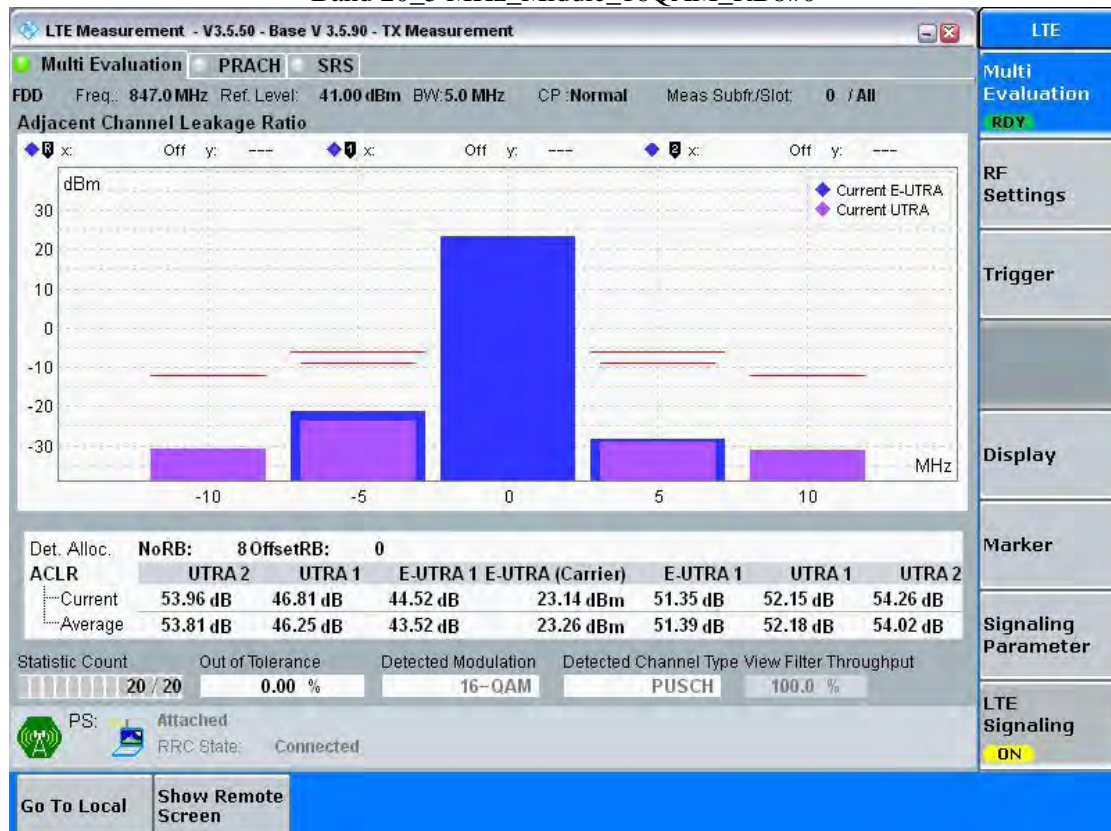 LTE Measurement - V3.5.50 - Base V 3.5.90 - TX Measurement
LTE
Multi Evaluation PRACH SRS
Multi Evaluation
RDY
FDD Freq.: 847.0 MHz Ref. Level: 41.00 dBm BW: 5.0 MHz CP :Normal Meas Subfr./Slot: 0 / All
Adjacent Channel Leakage Ratio
R x: Off y: --- 1 x: Off y: --- 2 x: Off y: ---
dBm
Current E-UTRA
Current UTRA
30
20
10
0
-10
-20
-30
MHz
-10 -5 0 5 10
RF Settings
Trigger
Display
Marker
Signaling Parameter
LTE Signaling
ON
Det. Alloc. NoRB: 8 OffsetRB: 0
ACLR UTRA 2 UTRA 1 E-UTRA 1 E-UTRA (Carrier) E-UTRA 1 UTRA 1 UTRA 2
Current 53.96 dB 46.81 dB 44.52 dB 23.14 dBm 51.35 dB 52.15 dB 54.26 dB
Average 53.81 dB 46.25 dB 43.52 dB 23.26 dBm 51.39 dB 52.18 dB 54.02 dB
Statistic Count Out of Tolerance Detected Modulation Detected Channel Type View Filter Throughput
20 / 20 0.00 % 16-QAM PUSCH 100.0 %
PS: Attached
RRC State: Connected
Go To Local
Show Remote Screen